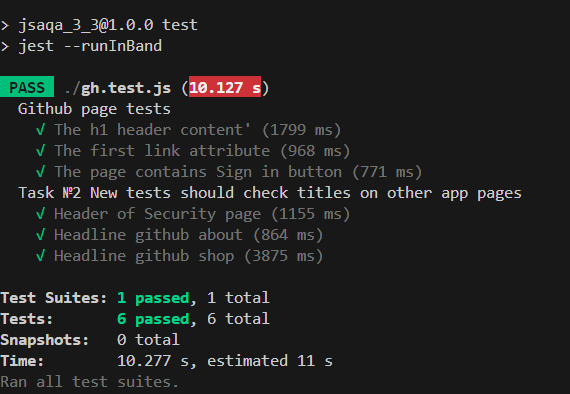 > jsaqa_3_3@1.0.0 test
> jest --runInBand
PASS ./gh.test.js (10.127 s)
Github page tests
√ The h1 header content' (1799 ms)
√ The first link attribute (968 ms)
√ The page contains Sign in button (771 ms)
Task №2 New tests should check titles on other app pages
√ Header of Security page (1155 ms)
√ Headline github about (864 ms)
√ Headline github shop (3875 ms)
Test Suites: 1 passed, 1 total
Tests: 6 passed, 6 total
Snapshots: 0 total
Time: 10.277 s, estimated 11 s
Ran all test suites.